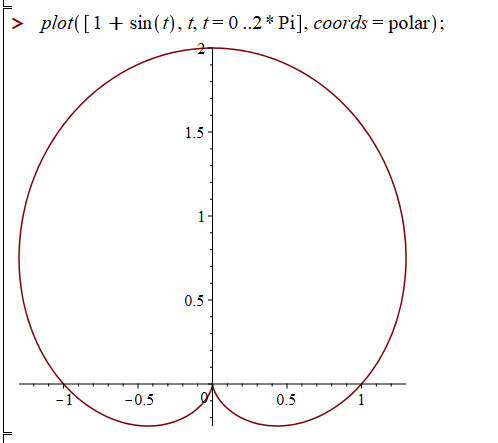 > plot([1 + sin(t), t, t = 0 ..2 * Pi], coords = polar);
2
1.5
1
0.5
-1 -0.5 0 0.5 1